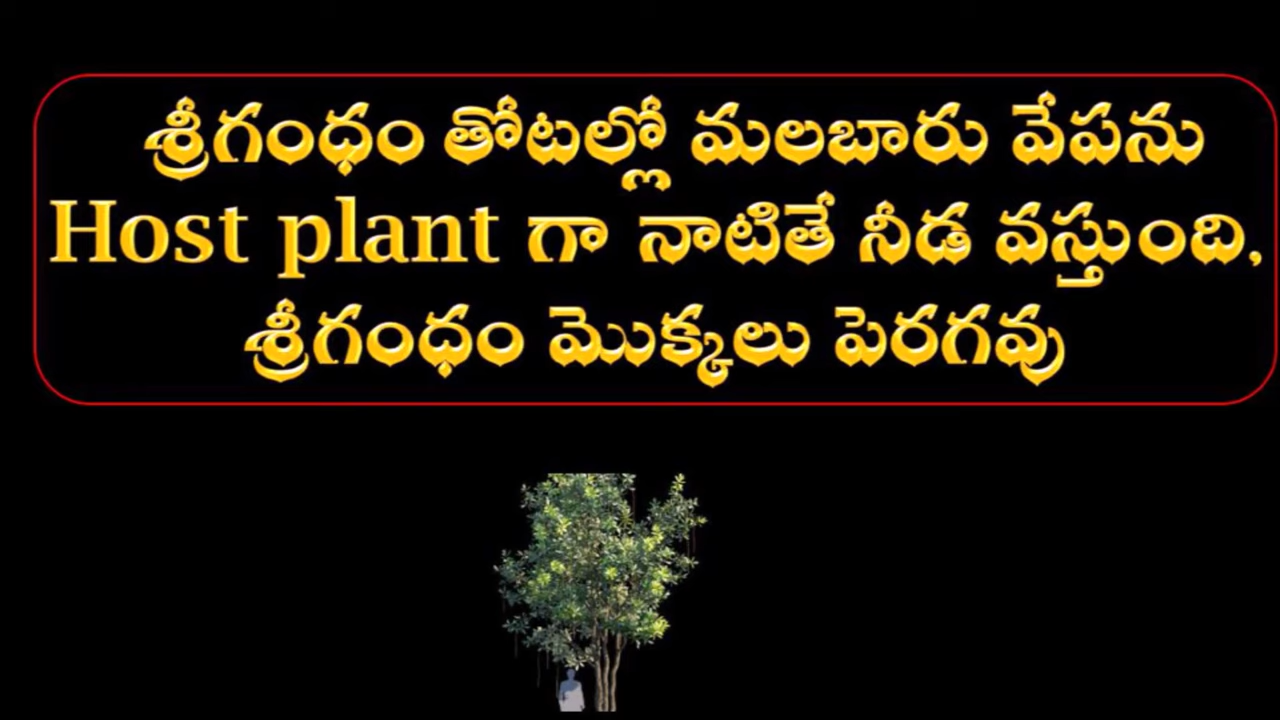 శ్రీగంధం తోటల్లో మలబారు వేపను
Host plant గా నాటితే నీడ వస్తుంది,
శ్రీగంధం మొక్కలు పెరగవు